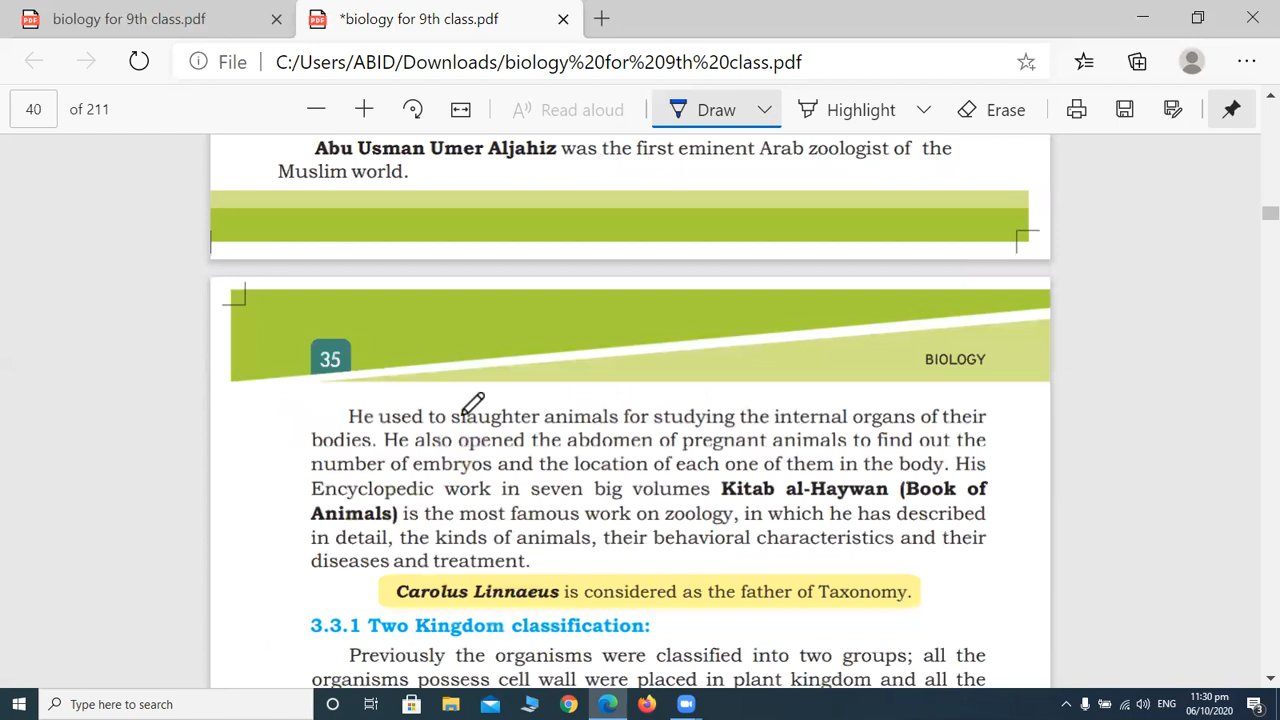 biology for 9th class.pdf
*biology for 9th class.pdf
File C:/Users/ABID/Downloads/biology%20for%209th%20class.pdf
40 of 211 Read aloud Draw Highlight Erase
Abu Usman Umer Aljahiz was the first eminent Arab zoologist of the
Muslim world.
35
BIOLOGY
He used to slaughter animals for studying the internal organs of their
bodies. He also opened the abdomen of pregnant animals to find out the
number of embryos and the location of each one of them in the body. His
Encyclopedic work in seven big volumes Kitab al-Haywan (Book of
Animals) is the most famous work on zoology, in which he has described
in detail, the kinds of animals, their behavioral characteristics and their
diseases and treatment.
Carolus Linnaeus is considered as the father of Taxonomy.
3.3.1 Two Kingdom classification:
Previously the organisms were classified into two groups; all the
organisms possess cell wall were placed in plant kingdom and all the
Type here to search
ENG
11:30 pm
06/10/2020
3